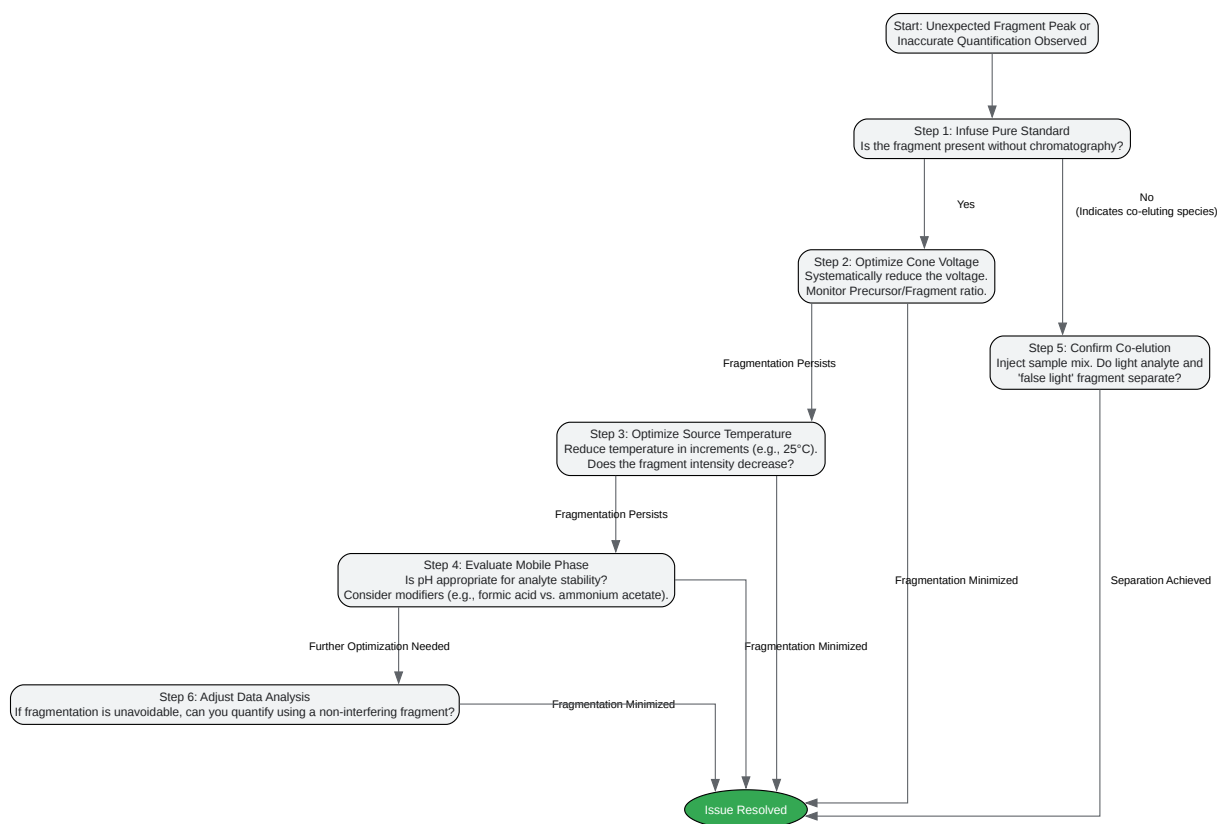 Start: Unexpected Fragment Peak or
Inaccurate Quantification Observed
Step 1: Infuse Pure Standard
Is the fragment present without chromatography?
Yes
No
(Indicates co-eluting species)
Step 2: Optimize Cone Voltage
Systematically reduce the voltage.
Monitor Precursor/Fragment ratio.
Step 5: Confirm Co-elution
Inject sample mix. Do light analyte and
'false light' fragment separate?
Fragmentation Persists
Step 3: Optimize Source Temperature
Reduce temperature in increments (e.g., 25°C).
Does the fragment intensity decrease?
Fragmentation Persists
Step 4: Evaluate Mobile Phase
Is pH appropriate for analyte stability?
Consider modifiers (e.g., formic acid vs. ammonium acetate).
Fragmentation Minimized
Separation Achieved
Further Optimization Needed
Fragmentation Minimized
Step 6: Adjust Data Analysis
If fragmentation is unavoidable, can you quantify using a non-interfering fragment?
Fragmentation Minimized
Issue Resolved